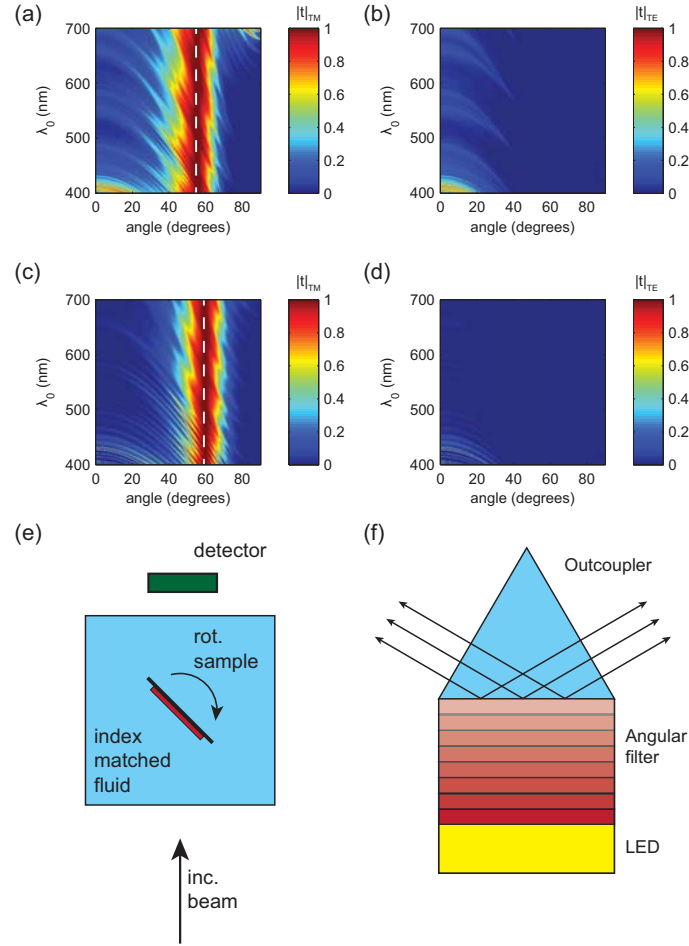 (a)
|t|TM
700
600
500
400
λ0 (nm)
0 20 40 60 80
angle (degrees)
1
0.8
0.6
0.4
0.2
0
(b)
|t|TE
700
600
500
400
λ0 (nm)
0 20 40 60 80
angle (degrees)
1
0.8
0.6
0.4
0.2
0
(c)
|t|TM
700
600
500
400
λ0 (nm)
0 20 40 60 80
angle (degrees)
1
0.8
0.6
0.4
0.2
0
(d)
|t|TE
700
600
500
400
λ0 (nm)
0 20 40 60 80
angle (degrees)
1
0.8
0.6
0.4
0.2
0
(e)
detector
rot.
sample
index
matched
fluid
inc.
beam
(f)
Outcoupler
Angular
filter
LED